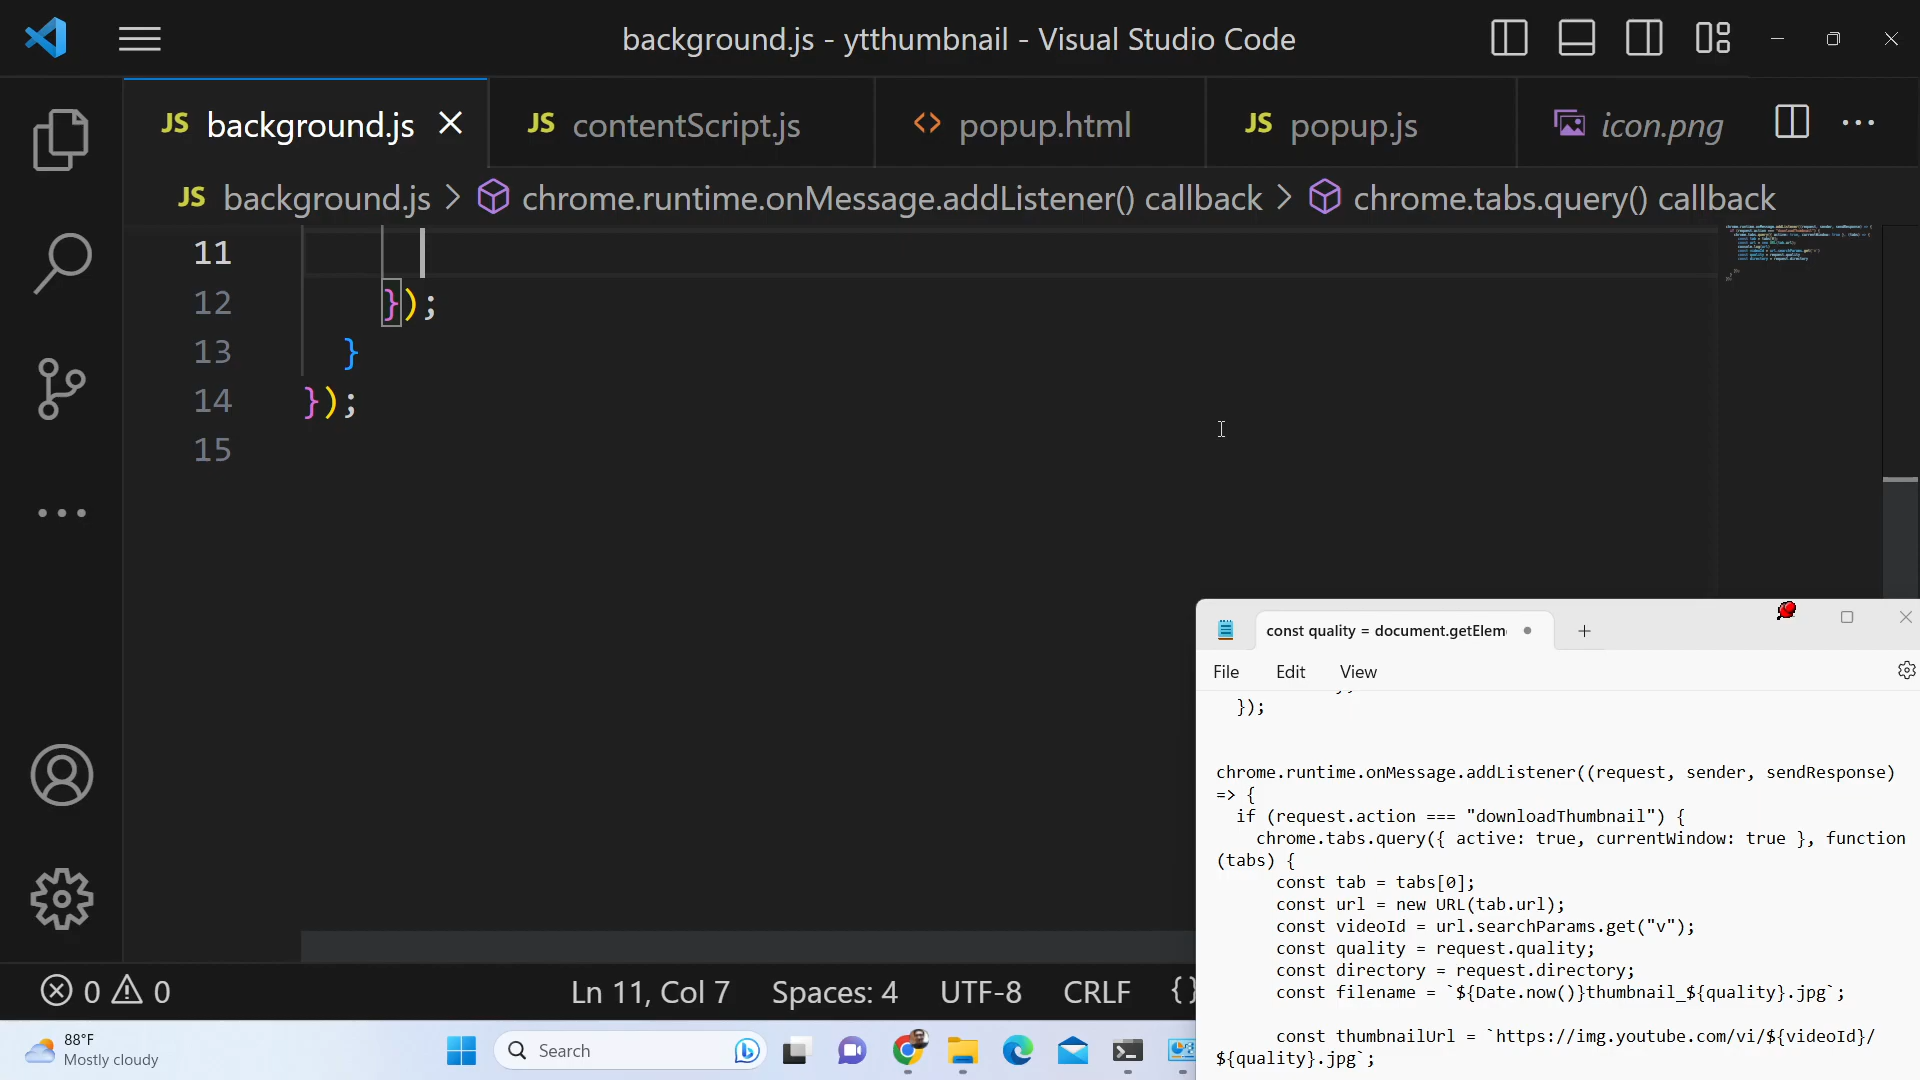 background.js - ytthumbnail - Visual Studio Code
JS background.js
JS contentScript.js
<> popup.html
JS popup.js
icon.png
JS background.js > chrome.runtime.onMessage.addListener() callback > chrome.tabs.query() callback
11
12 });
13 }
14 });
15
0 0
Ln 11, Col 7
Spaces: 4
UTF-8
CRLF
{}
const quality = document.getElem
File Edit View
});
chrome.runtime.onMessage.addListener((request, sender, sendResponse)
=> {
if (request.action === "downloadThumbnail") {
chrome.tabs.query({ active: true, currentWindow: true }, function
(tabs) {
const tab = tabs[0];
const url = new URL(tab.url);
const videoId = url.searchParams.get("v");
const quality = request.quality;
const directory = request.directory;
const filename = `${Date.now()}thumbnail_${quality}.jpg`;
const thumbnailUrl = `https://img.youtube.com/vi/${videoId}/
${quality}.jpg`;
88°F
Mostly cloudy
Search